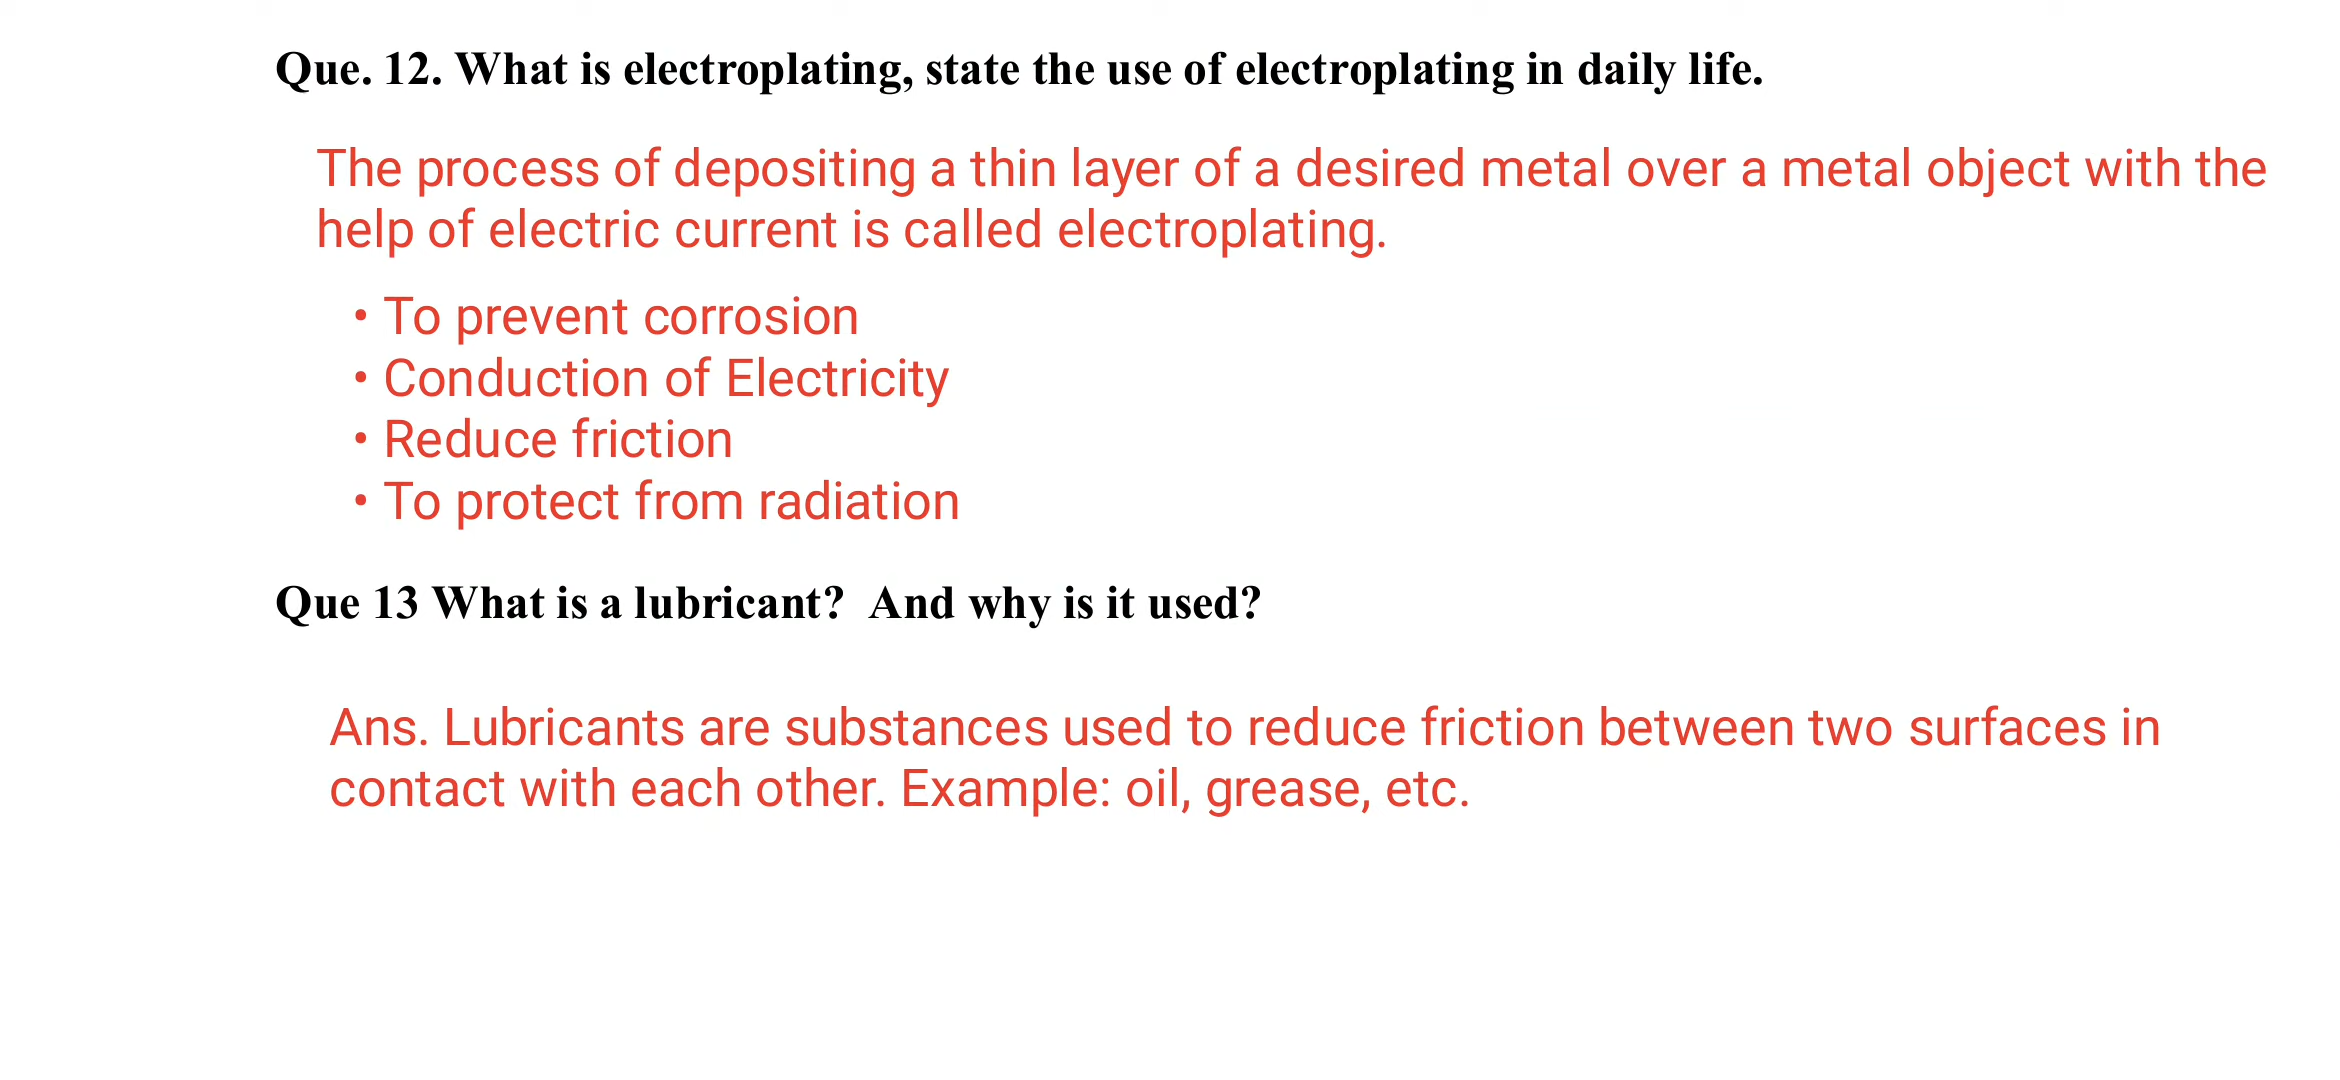 Que. 12. What is electroplating, state the use of electroplating in daily life.
The process of depositing a thin layer of a desired metal over a metal object with the
help of electric current is called electroplating.
• To prevent corrosion
• Conduction of Electricity
• Reduce friction
• To protect from radiation
Que 13 What is a lubricant?  And why is it used?
Ans. Lubricants are substances used to reduce friction between two surfaces in
contact with each other. Example: oil, grease, etc.